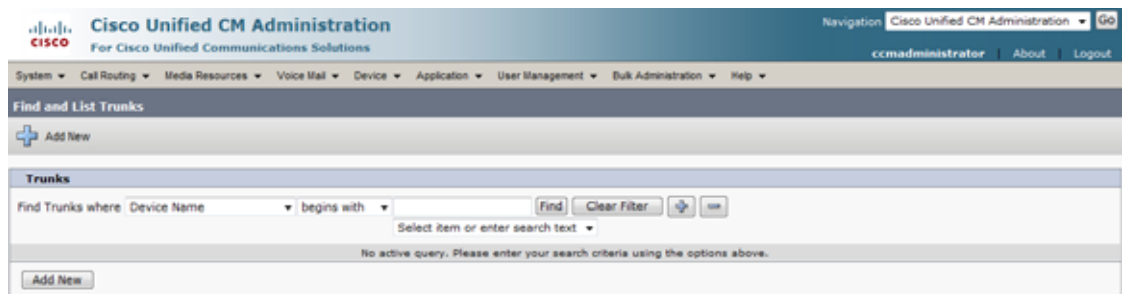 Cisco Unified CM Administration
Navigation Cisco Unified CM Administration Go
CISCO
For Cisco Unified Communications Solutions
ccmadministrator | About | Logout
System Call Routing Media Resources Voice Mail Device Application User Management Bulk Administration Help
Find and List Trunks
Add New
Trunks
Find Trunks where Device Name begins with Find Clear Filter
Select item or enter search text
No active query. Please enter your search criteria using the options above.
Add New